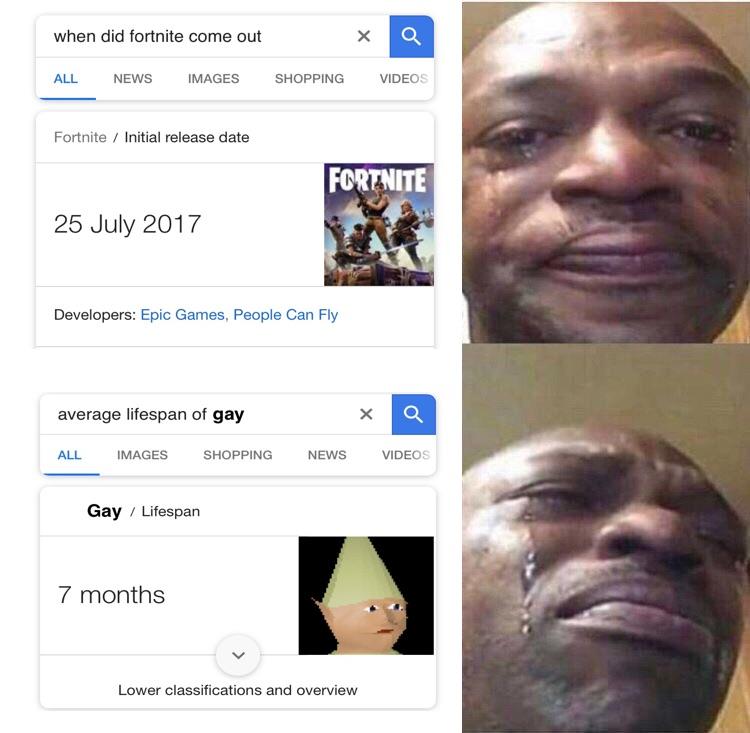 when did fortnite come out
ALL NEWS IMAGES SHOPPING VIDEOS
Fortnite / Initial release date
FORTNITE
25 July 2017
Developers: Epic Games, People Can Fly
average lifespan of gay
ALL IMAGES SHOPPING NEWS VIDEOS
Gay / Lifespan
7 months
Lower classifications and overview